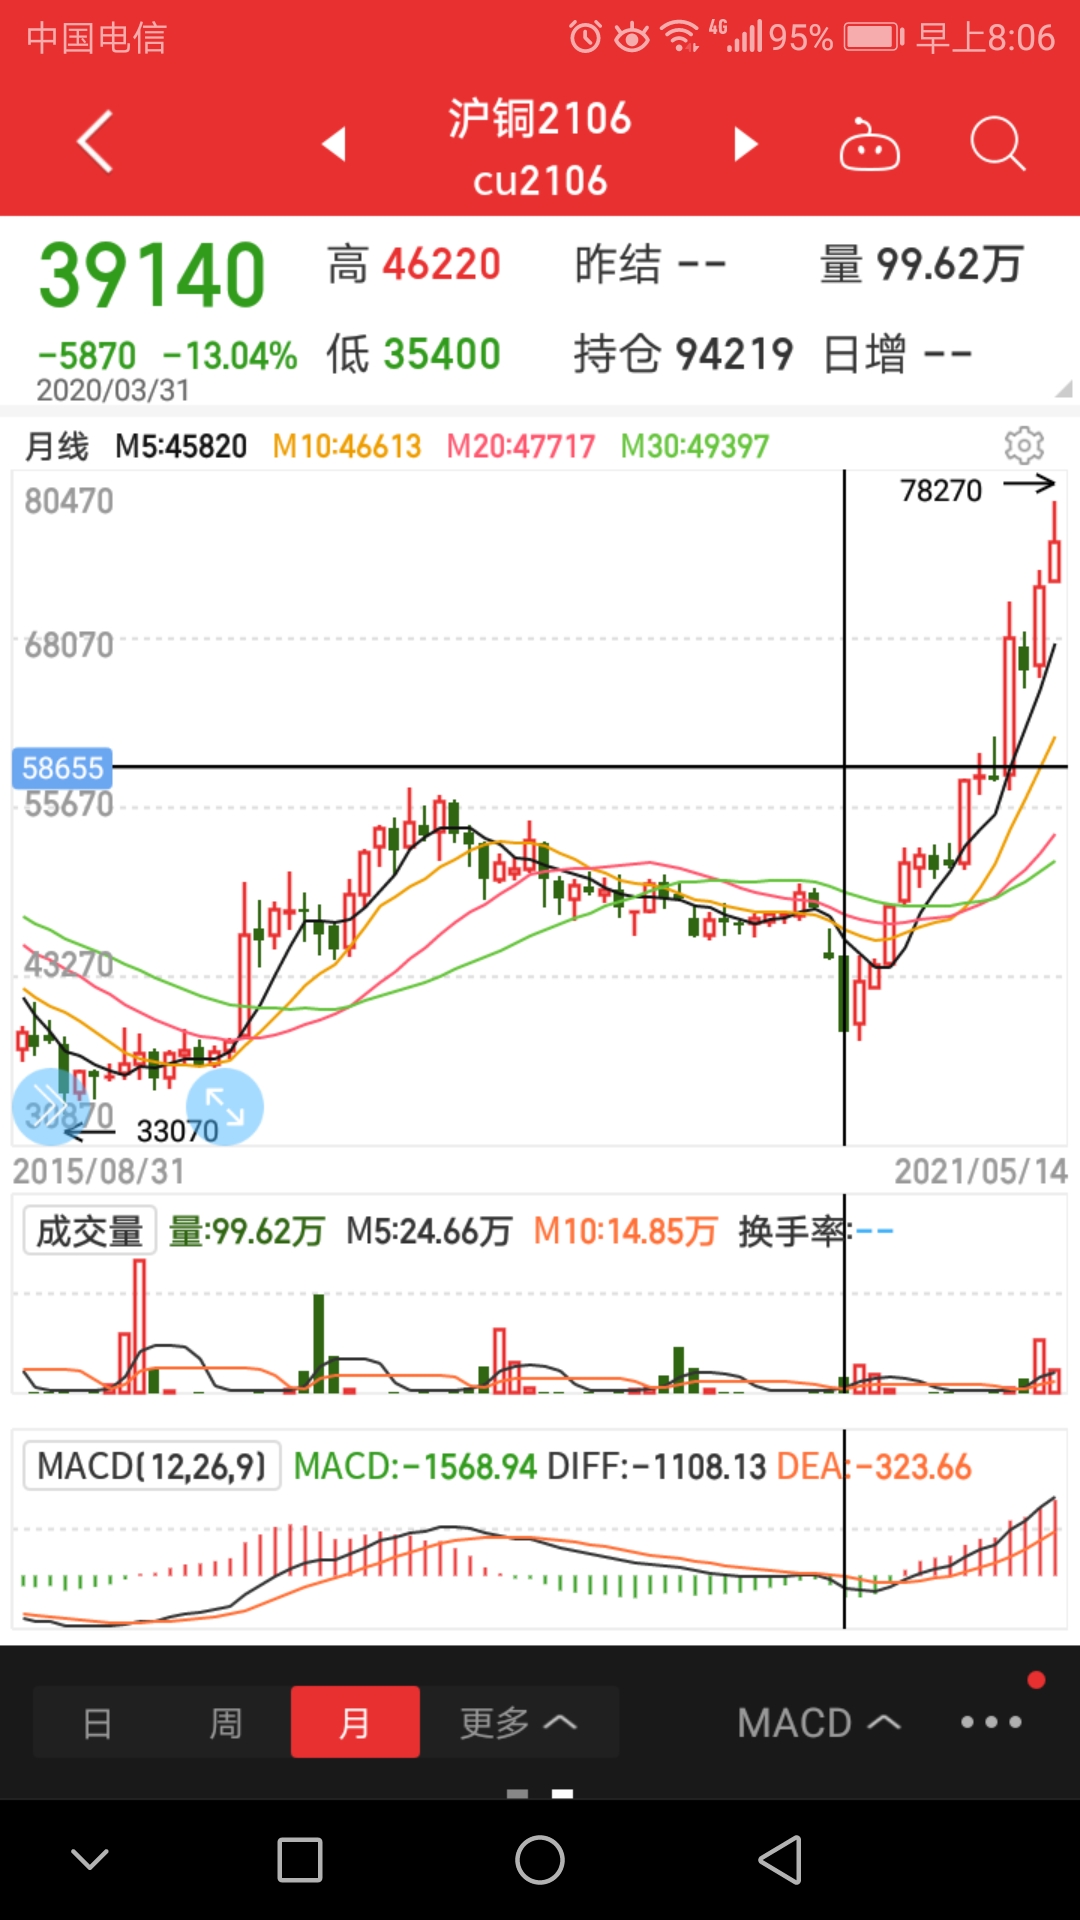 中国电信 4G 95% 早上8:06
沪铜2106
cu2106
39140 高 46220 昨结 -- 量 99.62万
-5870 -13.04% 低 35400 持仓 94219 日增 --
2020/03/31
月线 M5:45820 M10:46613 M20:47717 M30:49397
78270
80470
68070
58655
55670
43270
30870
33070
2015/08/31 2021/05/14
成交量 量:99.62万 M5:24.66万 M10:14.85万 换手率:--
MACD(12,26,9) MACD:-1568.94 DIFF:-1108.13 DEA:-323.66
日 周 月 更多 MACD